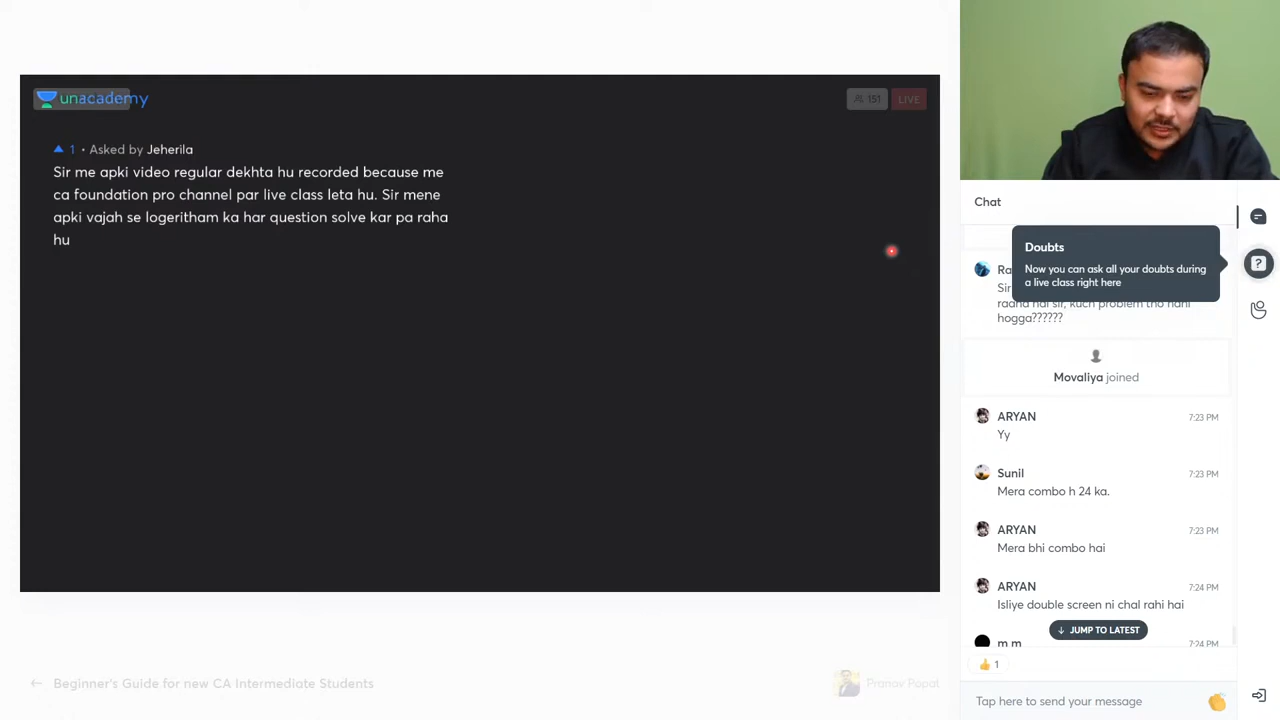 unacademy
151 LIVE
1 • Asked by Jeherila
Sir me apki video regular dekhta hu recorded because me
ca foundation pro channel par live class leta hu. Sir mene
apki vajah se logeritham ka har question solve kar pa raha
hu
Beginner's Guide for new CA Intermediate Students
Pranav Popat
Chat
Doubts
Now you can ask all your doubts during
a live class right here
Ra
Sir
raaha hai sir, kuch problem tho nahi
hogga??????
Movaliya joined
ARYAN 7:23 PM
Yy
Sunil 7:23 PM
Mera combo h 24 ka.
ARYAN 7:23 PM
Mera bhi combo hai
ARYAN 7:24 PM
Isliye double screen ni chal rahi hai
JUMP TO LATEST
m m 7:24 PM
1
Tap here to send your message
?